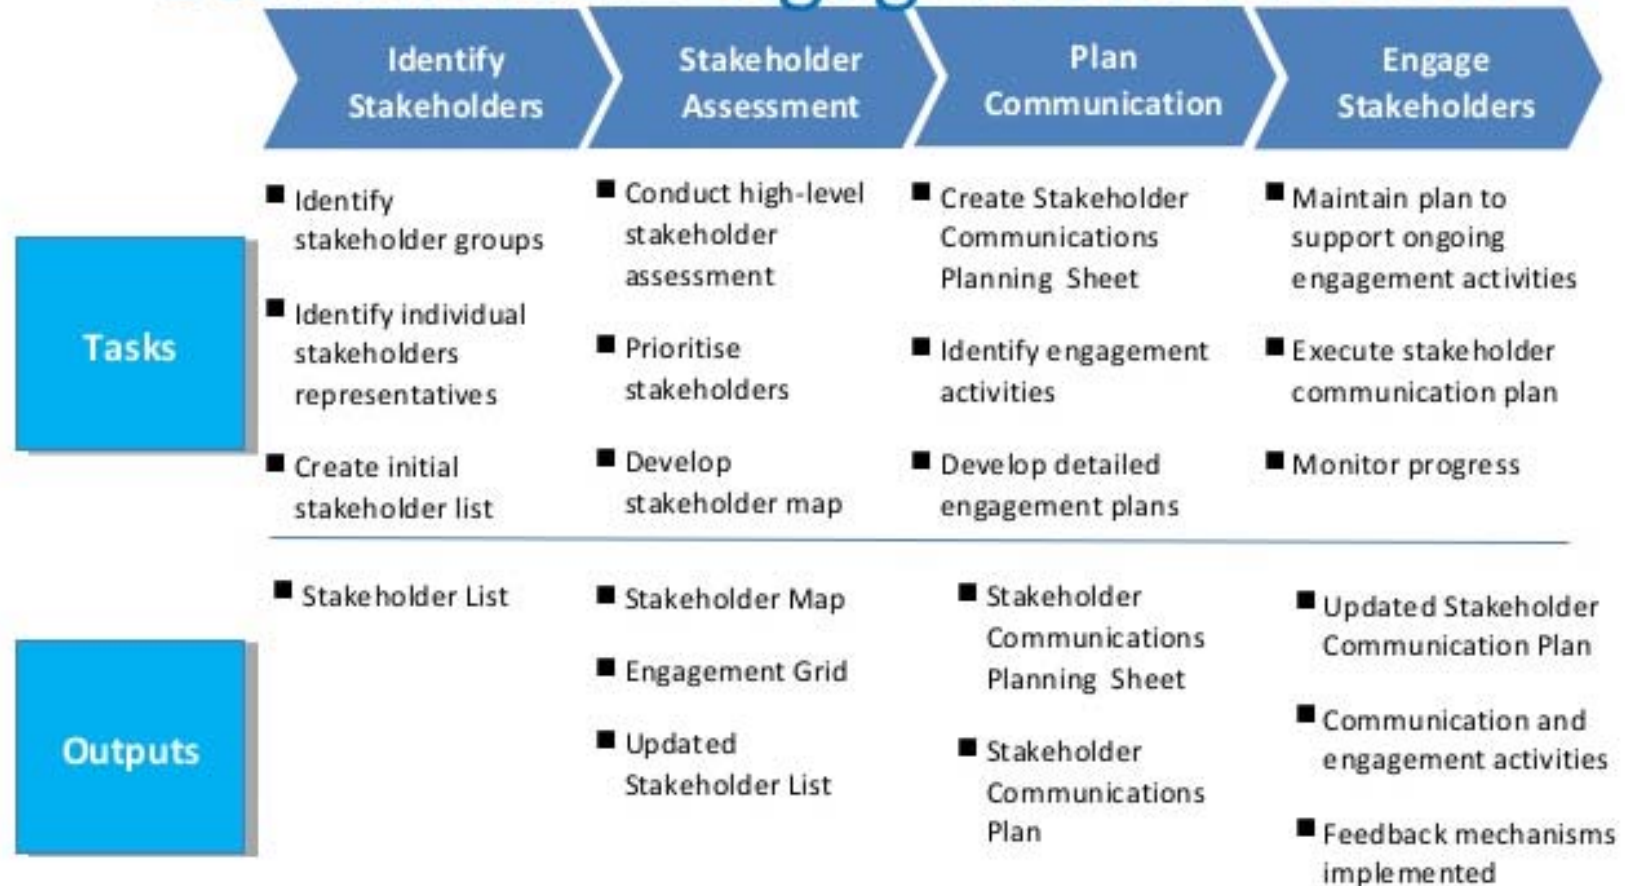 Identify
Stakeholders
Stakeholder
Assessment
Plan
Communication
Engage
Stakeholders
Tasks
Identify
stakeholder groups
Identify individual
stakeholders
representatives
Create initial
stakeholder list
Conduct high-level
stakeholder
assessment
Prioritise
stakeholders
Develop
stakeholder map
Create Stakeholder
Communications
Planning Sheet
Identify engagement
activities
Develop detailed
engagement plans
Maintain plan to
support ongoing
engagement activities
Execute stakeholder
communication plan
Monitor progress
Outputs
Stakeholder List
Stakeholder Map
Engagement Grid
Updated
Stakeholder List
Stakeholder
Communications
Planning Sheet
Stakeholder
Communications
Plan
Updated Stakeholder
Communication Plan
Communication and
engagement activities
Feedback mechanisms
implemented